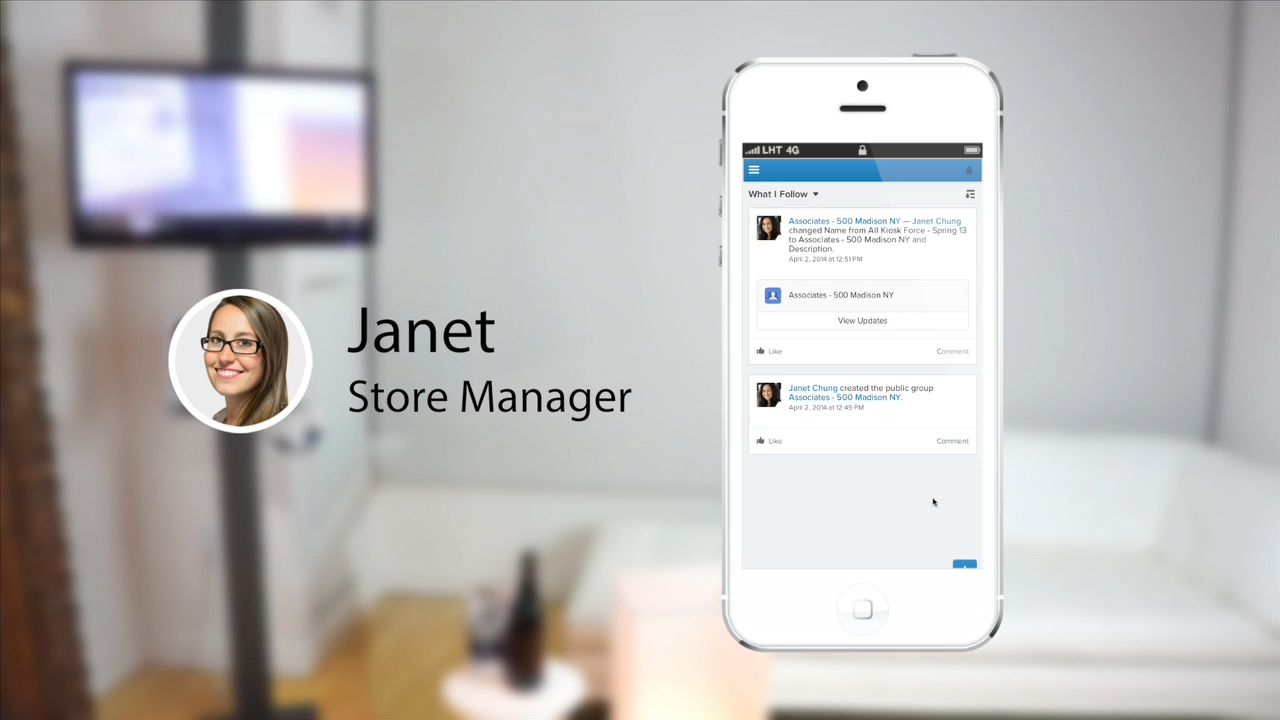 Janet
Store Manager
LHT 4G
What I Follow
Associates - 500 Madison NY — Janet Chung
changed Name from All Kiosk Force - Spring 13
to Associates - 500 Madison NY and
Description.
April 2, 2014 at 12:51 PM
Associates - 500 Madison NY
View Updates
Like Comment
Janet Chung created the public group
Associates - 500 Madison NY.
April 2, 2014 at 12:49 PM
Like Comment